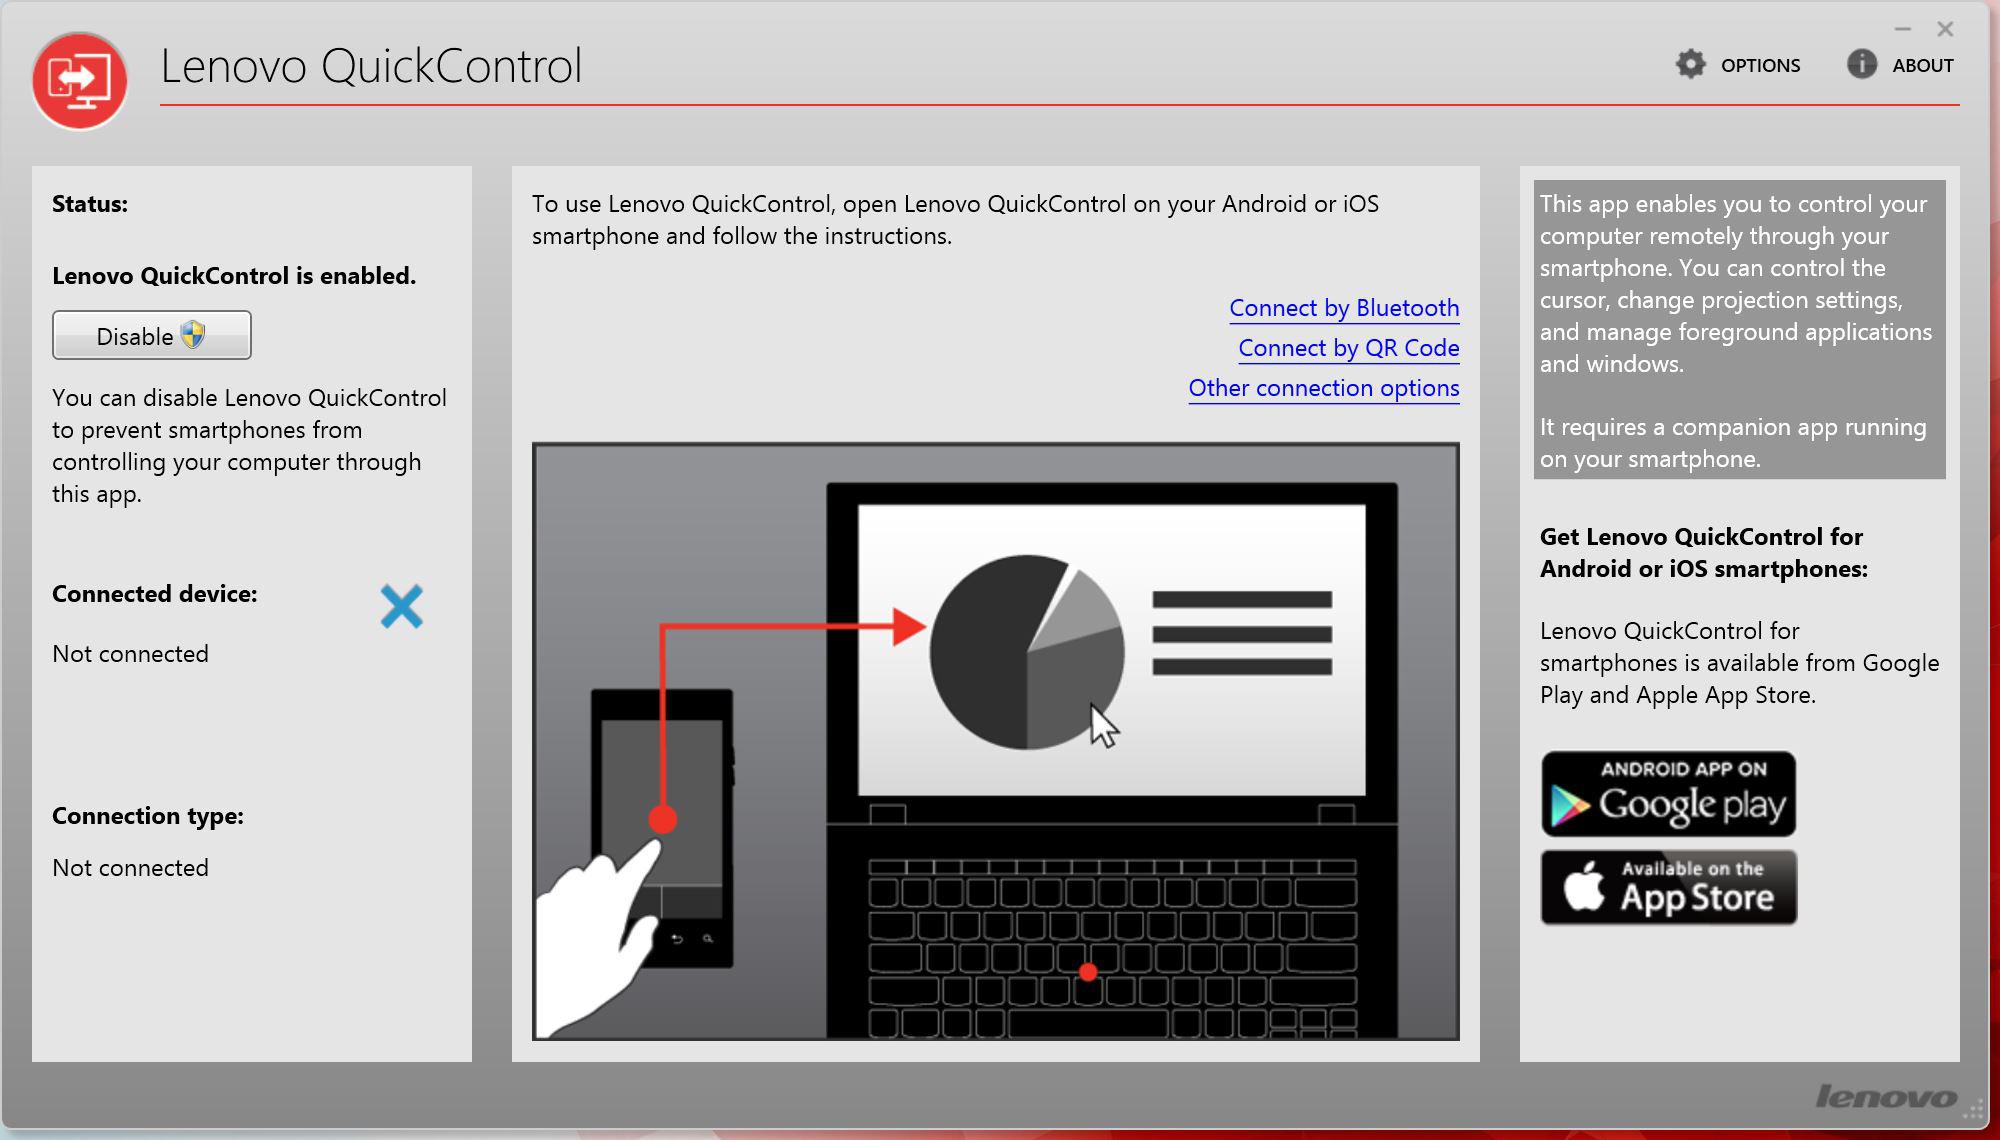 Lenovo QuickControl
OPTIONS
ABOUT
Status:
Lenovo QuickControl is enabled.
Disable
You can disable Lenovo QuickControl
to prevent smartphones from
controlling your computer through
this app.
Connected device:
Not connected
Connection type:
Not connected
To use Lenovo QuickControl, open Lenovo QuickControl on your Android or iOS
smartphone and follow the instructions.
Connect by Bluetooth
Connect by QR Code
Other connection options
This app enables you to control your
computer remotely through your
smartphone. You can control the
cursor, change projection settings,
and manage foreground applications
and windows.
It requires a companion app running
on your smartphone.
Get Lenovo QuickControl for
Android or iOS smartphones:
Lenovo QuickControl for
smartphones is available from Google
Play and Apple App Store.
ANDROID APP ON
Google play
Available on the
App Store
lenovo